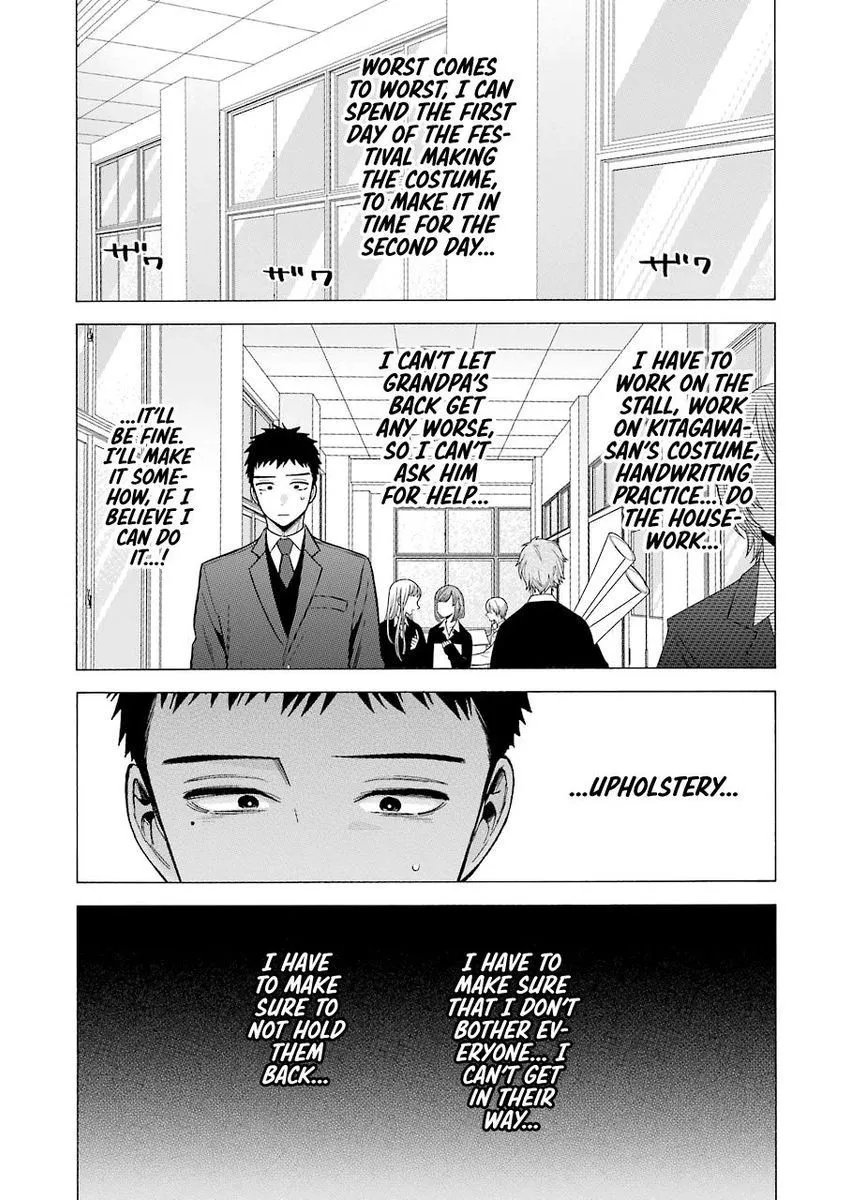 WORST COMES
TO WORST, I CAN
SPEND THE FIRST
DAY OF THE FES-
TIVAL MAKING
THE COSTUME,
TO MAKE IT IN
TIME FOR THE
SECOND DAY...
ザワ
ザワ
ザワ
I HAVE TO
WORK ON THE
STALL, WORK
ON KITAGAWA-
SAN'S COSTUME,
HANDWRITING
PRACTICE... DO
THE HOUSE-
WORK...
I CAN'T LET
GRANDPA'S
BACK GET
ANY WORSE,
SO I CAN'T
ASK HIM
FOR HELP...
...IT'LL
BE FINE.
I'LL MAKE
IT SOME-
HOW, IF I
BELIEVE I
CAN DO
IT...!
...UPHOLSTERY...
I HAVE TO
MAKE SURE
THAT I DON'T
BOTHER EV-
ERYONE... I
CAN'T GET
IN THEIR
WAY...
I HAVE
TO MAKE
SURE TO
NOT HOLD
THEM
BACK...